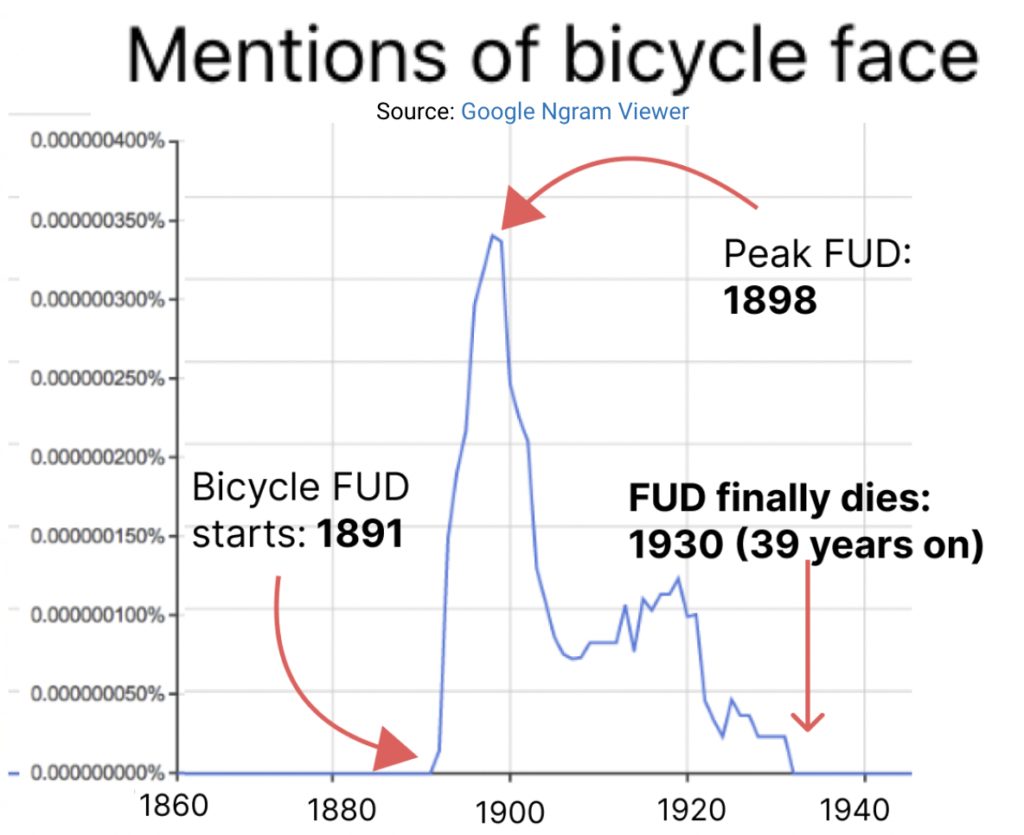 Mentions of bicycle face
Source: Google Ngram Viewer
0.000000400%
0.000000350%
Peak FUD:
1898
0.000000300%
0.000000250%
0.000000200%
Bicycle FUD
starts: 1891
FUD finally dies:
1930 (39 years on)
0.000000150%
0.000000100%
0.000000050%
0.000000000%
1860
1880
1900
1920
1940